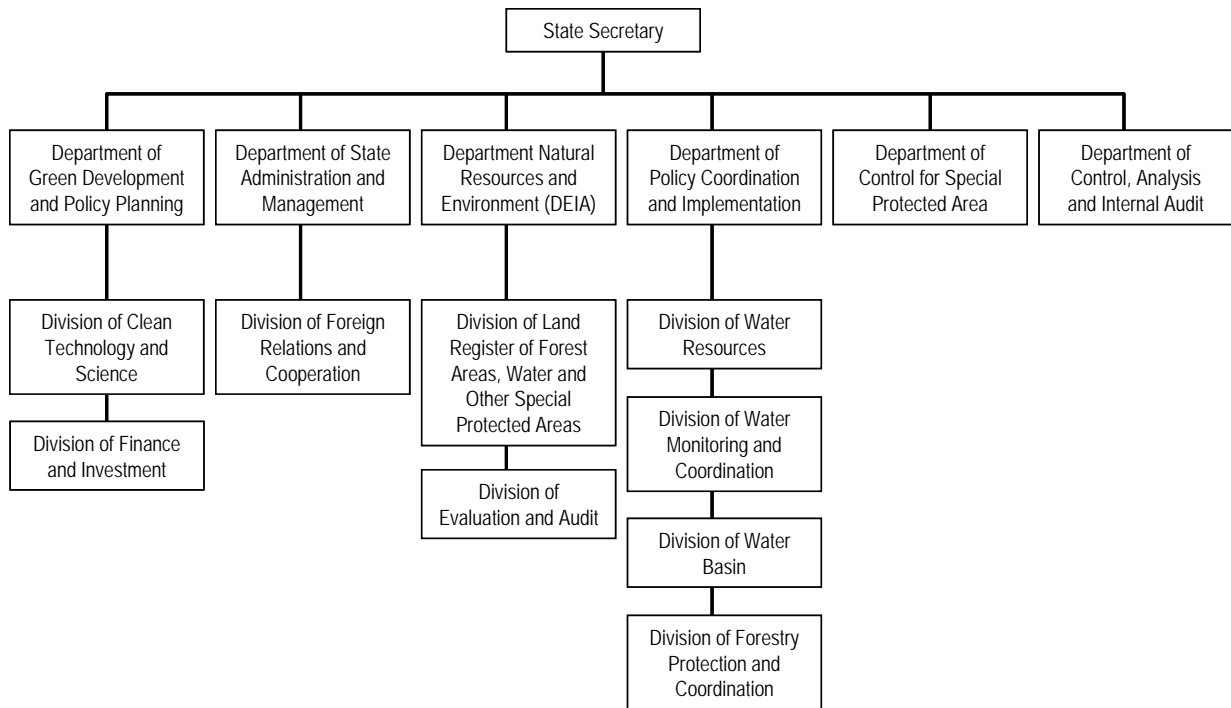 State Secretary
Department of
Green Development
and Policy Planning
Department of State
Administration and
Management
Department Natural
Resources and
Environment (DEIA)
Department of
Policy Coordination
and Implementation
Department of
Control for Special
Protected Area
Department of
Control, Analysis
and Internal Audit
Division of Clean
Technology and
Science
Division of Finance
and Investment
Division of Foreign
Relations and
Cooperation
Division of Land
Register of Forest
Areas, Water and
Other Special
Protected Areas
Division of
Evaluation and Audit
Division of Water
Resources
Division of Water
Monitoring and
Coordination
Division of Water
Basin
Division of Forestry
Protection and
Coordination